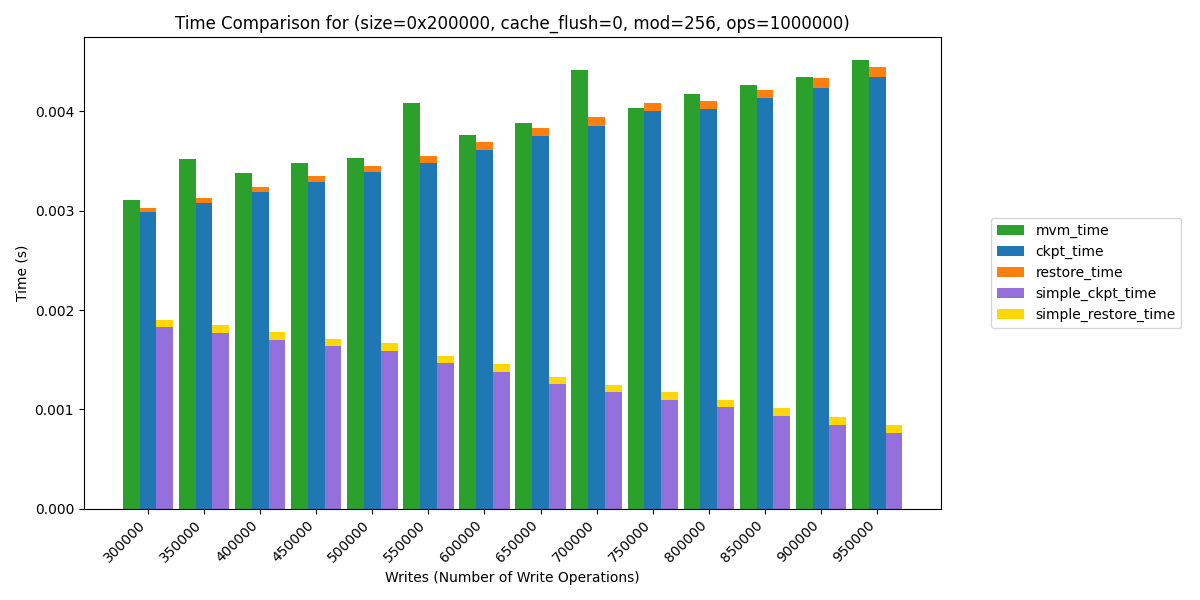 Time Comparison for (size=0x200000, cache_flush=0, mod=256, ops=1000000)
Time (s)
0.004
0.003
0.002
0.001
0.000
300000
350000
400000
450000
500000
550000
600000
650000
700000
750000
800000
850000
900000
950000
Writes (Number of Write Operations)
mvm_time
ckpt_time
restore_time
simple_ckpt_time
simple_restore_time